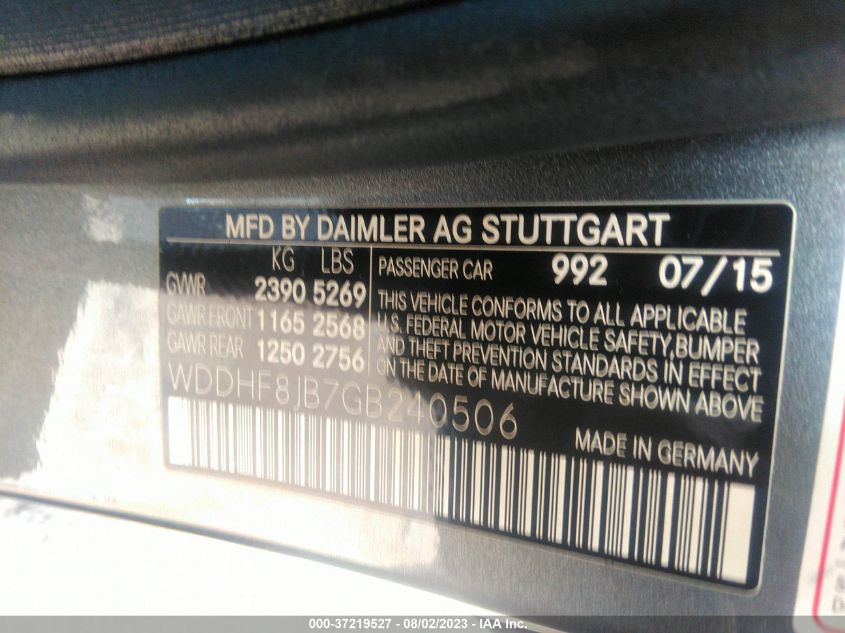 MFD BY DAIMLER AG STUTTGART
KG LBS
GVWR 2390 5269
GAWR FRONT 1165 2568
GAWR REAR 1250 2756
PASSENGER CAR 992 07/15
THIS VEHICLE CONFORMS TO ALL APPLICABLE
U.S. FEDERAL MOTOR VEHICLE SAFETY,BUMPER
AND THEFT PREVENTION STANDARDS IN EFFECT
ON THE DATE OF MANUFACTURE SHOWN ABOVE
WDDHF8JB7GB240506
MADE IN GERMANY
000-37219527 - 08/02/2023 - IAA Inc.